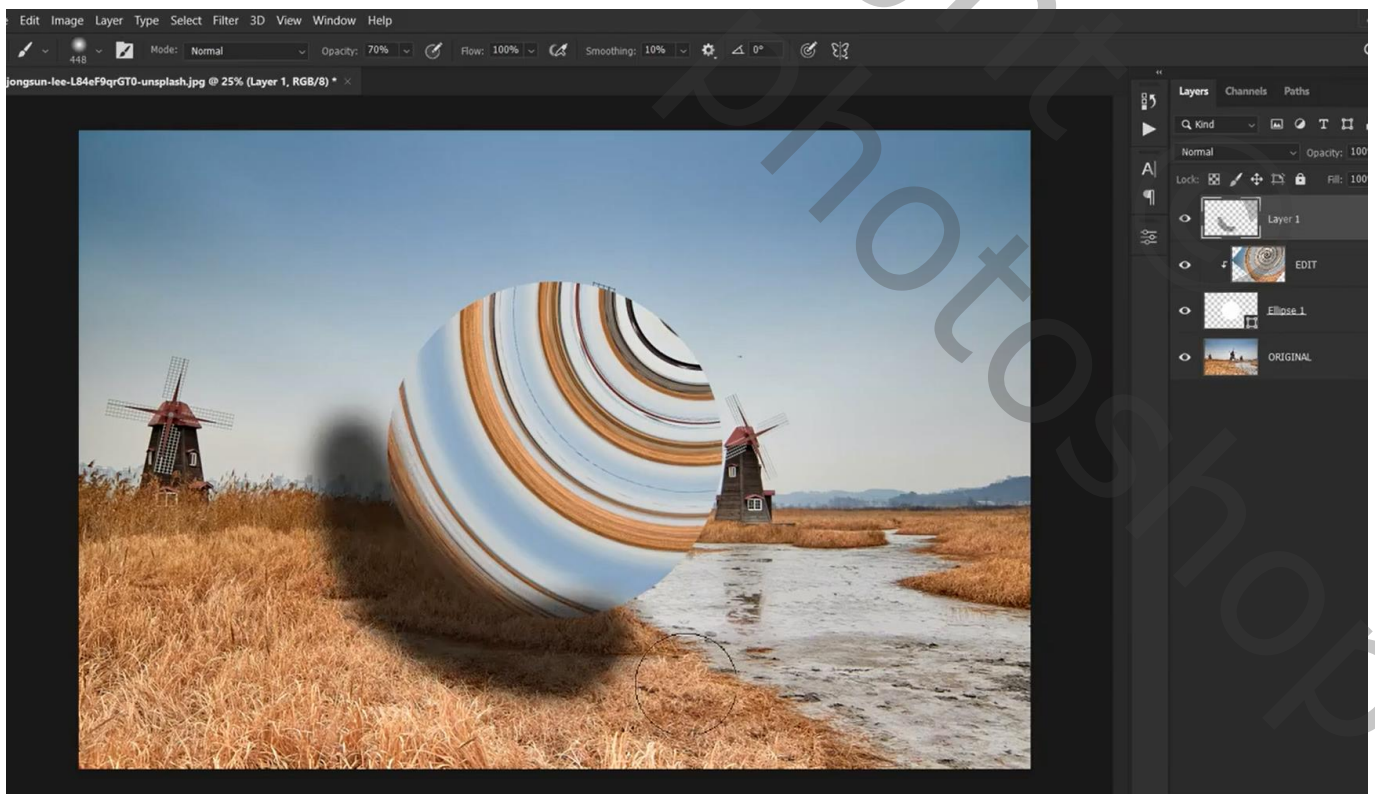 Edit Image Layer Type Select Filter 3D View Window Help
448 Mode: Normal Opacity: 70% Flow: 100% Smoothing: 10% 0°
jongsun-lee-L84eF9qrGT0-unsplash.jpg @ 25% (Layer 1, RGB/8) *
Layers Channels Paths
Kind
Normal Opacity: 100
Lock: Fill: 100
Layer 1
EDIT
Ellipse 1
ORIGINAL
photoshop